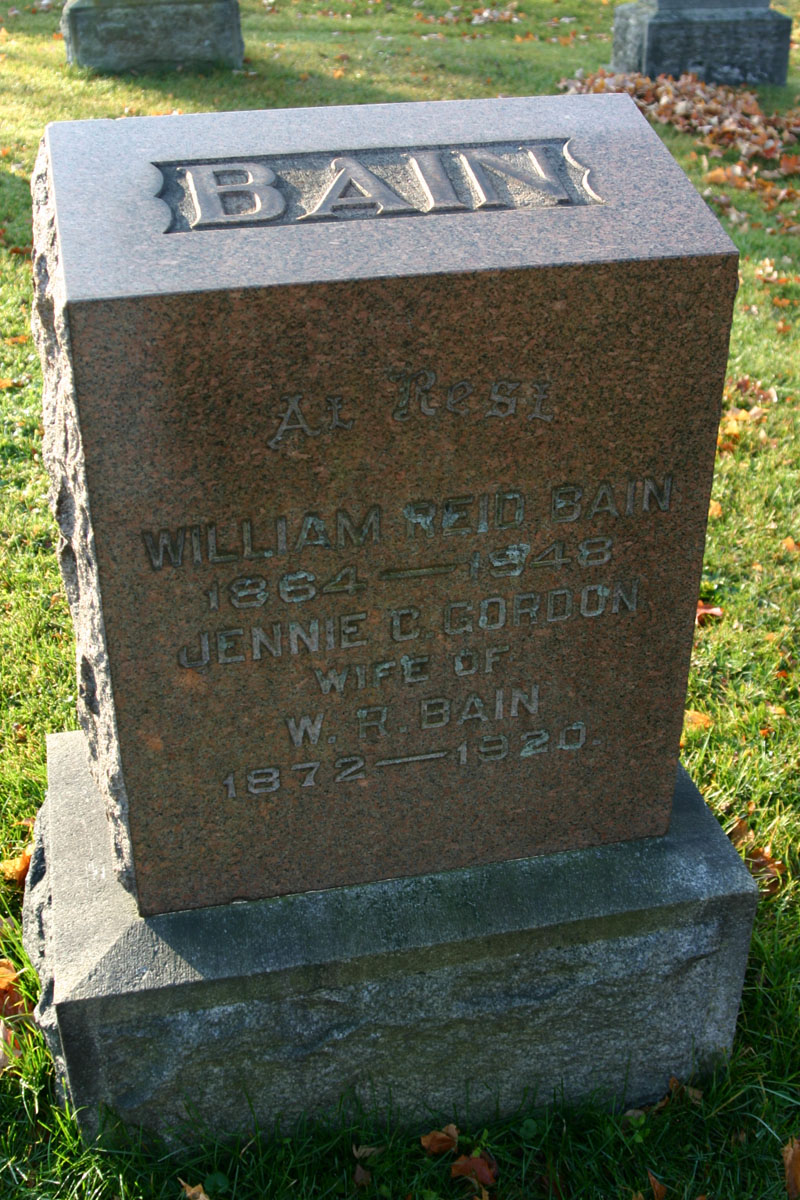 BAIN
At Rest
WILLIAM REID BAIN
1864 — 1948
JENNIE C. GORDON
WIFE OF
W. R. BAIN
1872 — 1920.